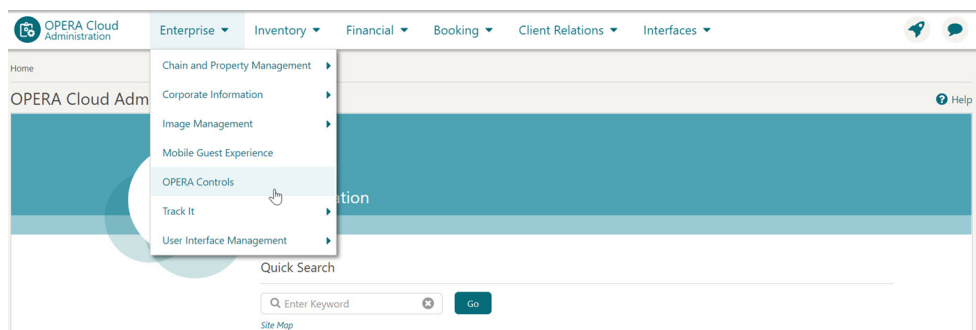 OPERA Cloud
Administration
Enterprise Inventory Financial Booking Client Relations Interfaces
Home
Chain and Property Management
OPERA Cloud Adm
Help
Corporate Information
Image Management
Mobile Guest Experience
OPERA Controls
ation
Track It
User Interface Management
Quick Search
Enter Keyword
Go
Site Map